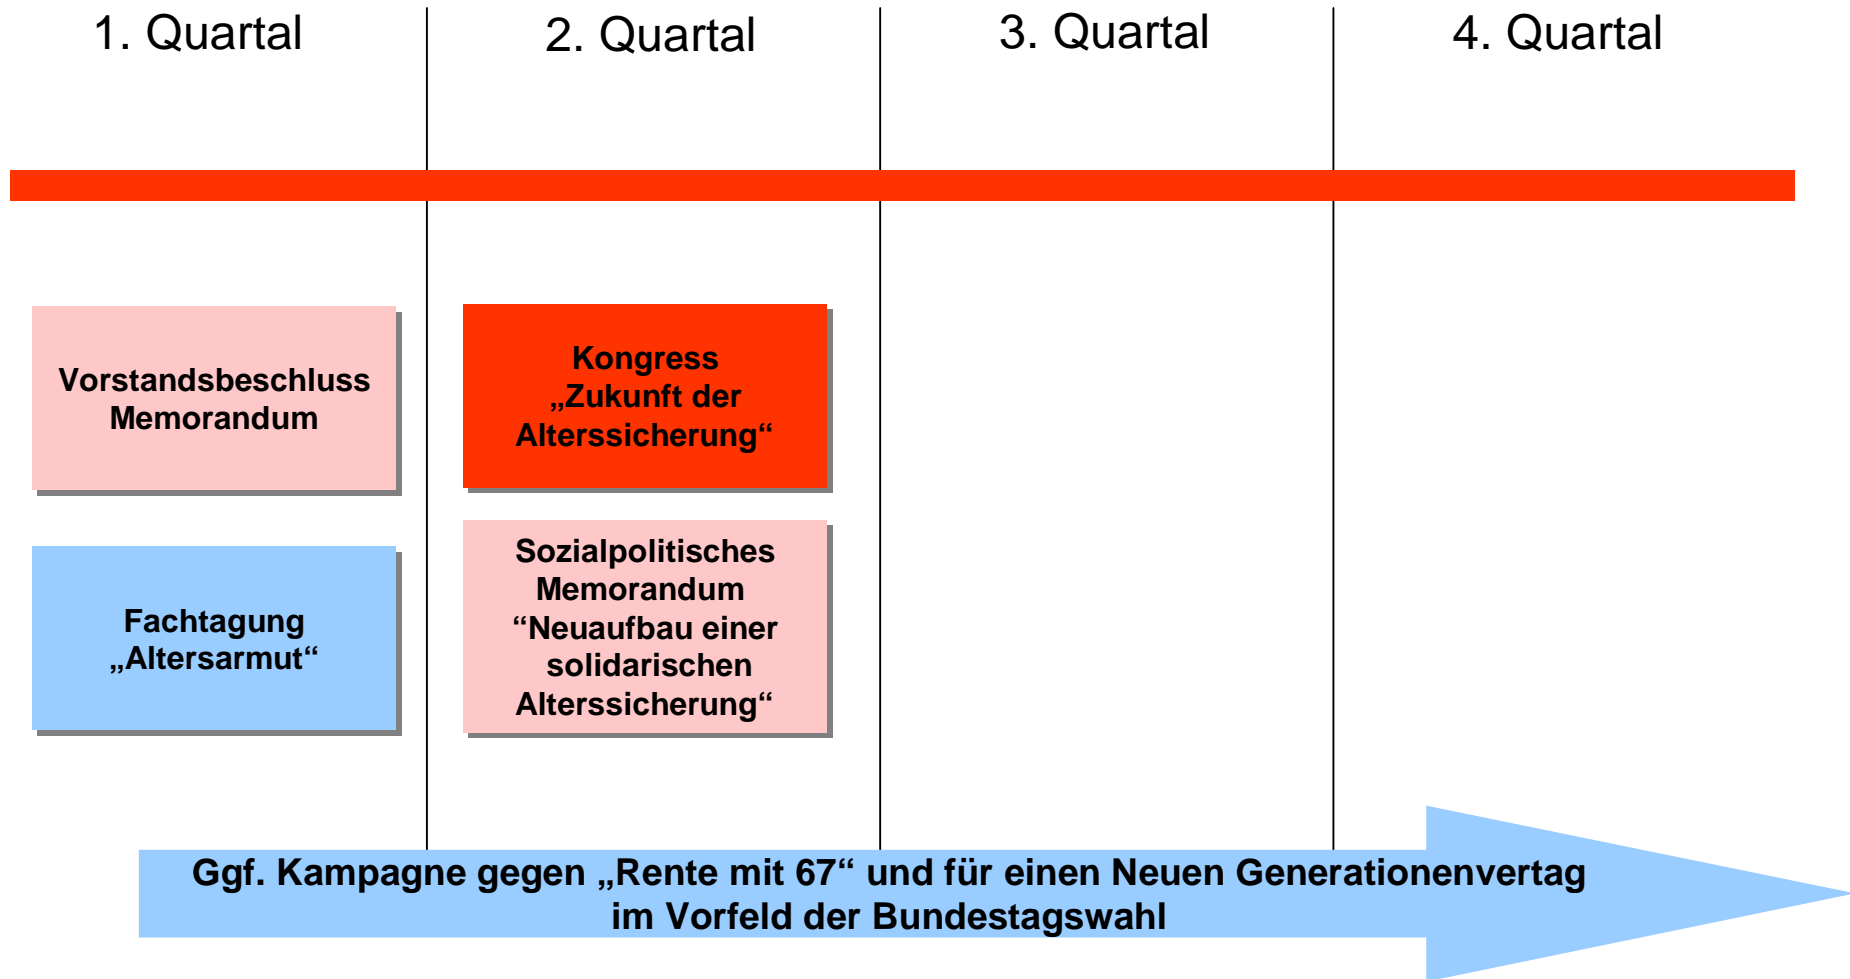 1. Quartal
2. Quartal
3. Quartal
4. Quartal
Vorstandsbeschluss
Memorandum
Kongress
„Zukunft der
Alterssicherung“
Fachtagung
„Altersarmut“
Sozialpolitisches
Memorandum
“Neuaufbau einer
solidarischen
Alterssicherung“
Ggf. Kampagne gegen „Rente mit 67“ und für einen Neuen Generationenvertag
im Vorfeld der Bundestagswahl